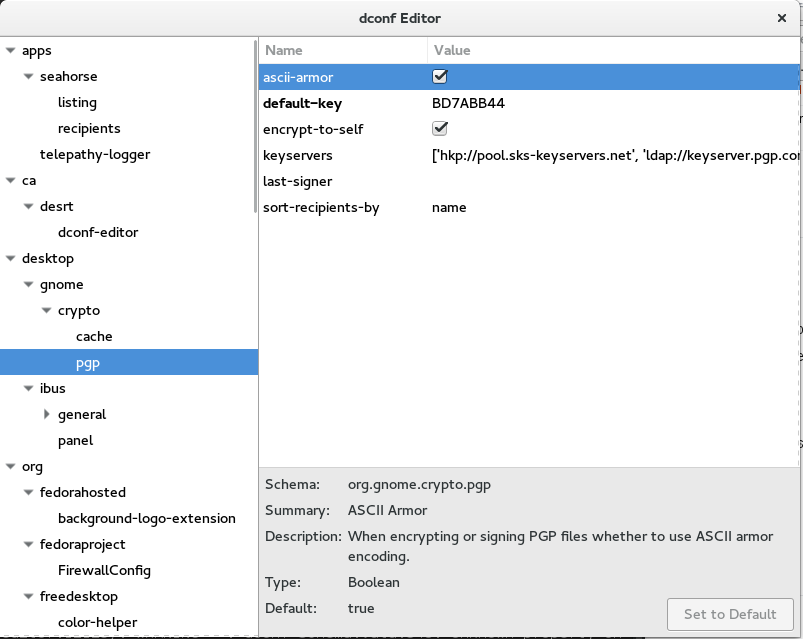 dconf Editor
apps
seahorse
listing
recipients
telepathy-logger
ca
desrt
dconf-editor
desktop
gnome
crypto
cache
pgp
ibus
general
panel
org
fedorahosted
background-logo-extension
fedoraproject
FirewallConfig
freedesktop
color-helper
Name Value
ascii-armor
default-key BD7ABB44
encrypt-to-self
keyservers ['hkp://pool.sks-keyservers.net', 'ldap://keyserver.pgp.co
last-signer
sort-recipients-by name
Schema: org.gnome.crypto.pgp
Summary: ASCII Armor
Description: When encrypting or signing PGP files whether to use ASCII armor
encoding.
Type: Boolean
Default: true
Set to Default